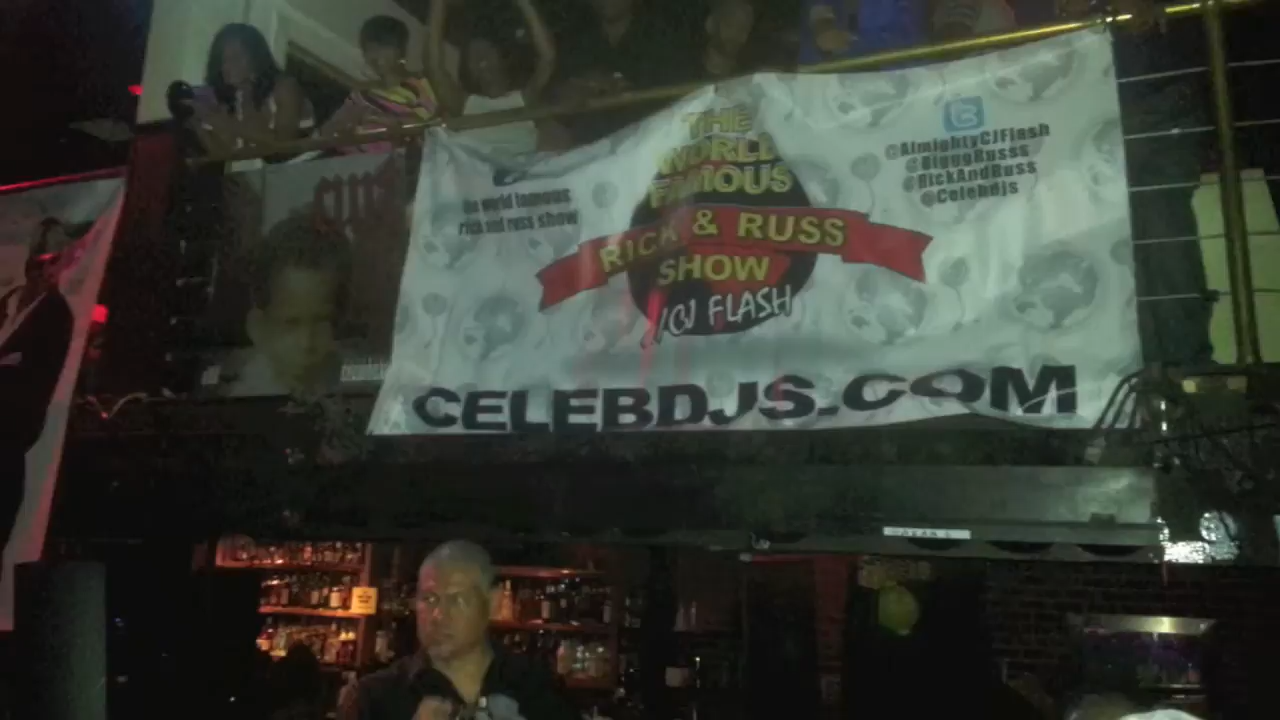 the world famous
rick and russ show
THE
WORLD
FAMOUS
RICK & RUSS
SHOW
/CJ FLASH
@AlmightyCJFlash
@BiggRusss
@RickAndRuss
@Celebdjs
CELEBDJS.COM